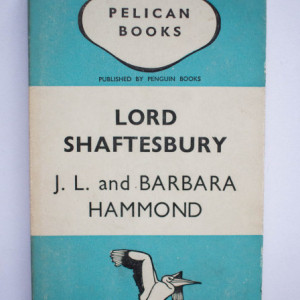 PELICAN
BOOKS
PUBLISHED BY PENGUIN BOOKS
LORD
SHAFTESBURY
J. L. and BARBARA
HAMMOND